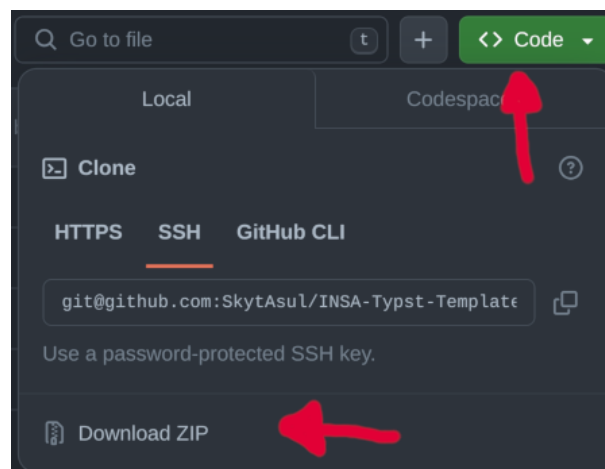 Go to file t + <> Code
Local Codespac
Clone ?
HTTPS SSH GitHub CLI
git@github.com:SkytAsul/INSA-Typst-Template
Use a password-protected SSH key.
Download ZIP